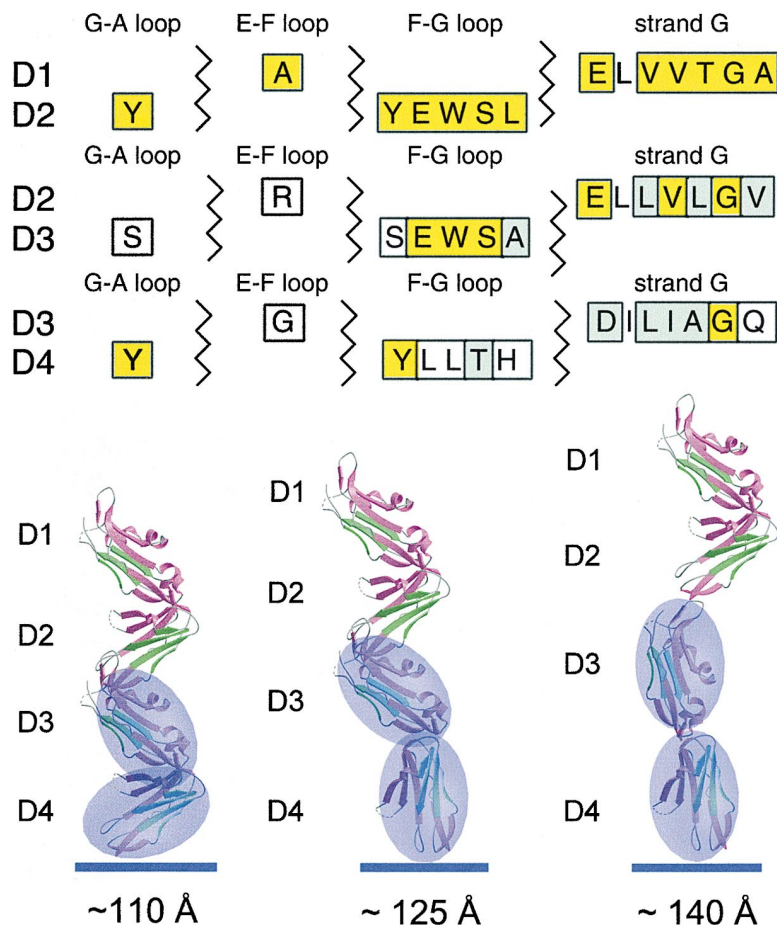 G-A loop E-F loop F-G loop strand G
D1 A E L V V T G A
D2 Y Y E W S L
G-A loop E-F loop F-G loop strand G
D2 R E L L V L G V
D3 S S E W S A
G-A loop E-F loop F-G loop strand G
D3 G D I L I A G Q
D4 Y Y L L T H
D1 D1 D1
D2 D2 D2
D3 D3 D3
D4 D4 D4
~110 Å ~ 125 Å ~ 140 Å